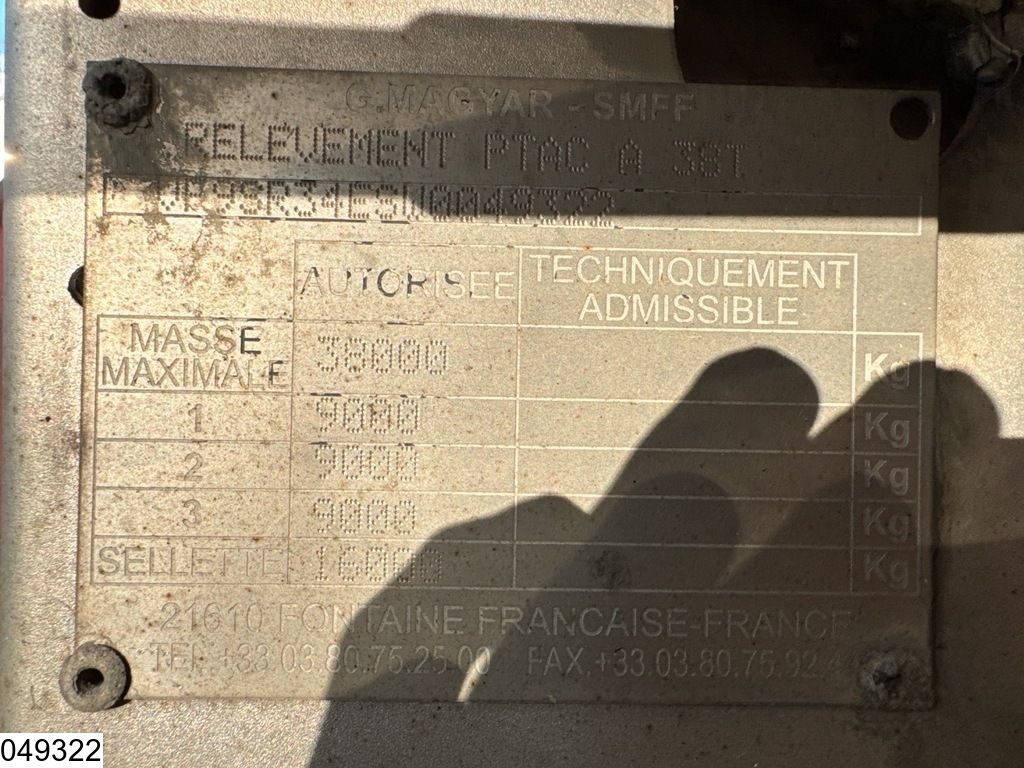 G.MAGYAR - SMFF
RELEVEMENT PTAC A 38T
AUTORISEE
TECHNIQUEMENT
ADMISSIBLE
MASSE
MAXIMALE
38000
Kg
1
9000
Kg
2
9000
Kg
3
9000
Kg
SELLETTE
16000
Kg
21610 FONTAINE FRANCAISE-FRANCE
TEL.+33.03.80.75.25.00 FAX.+33.03.80.75.92.4
049322